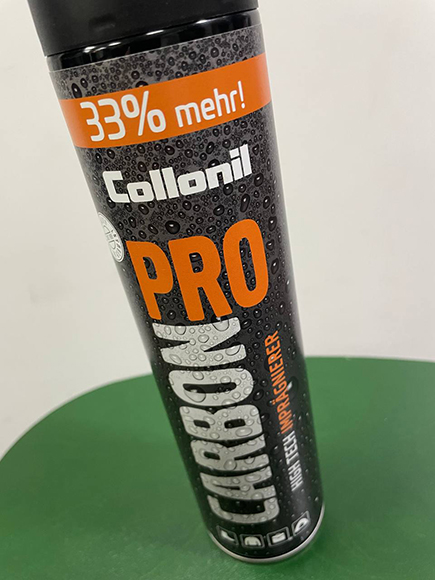 33% mehr!
Collonil
PRO
CARBON
HIGH TECH IMPRÄGNIERER